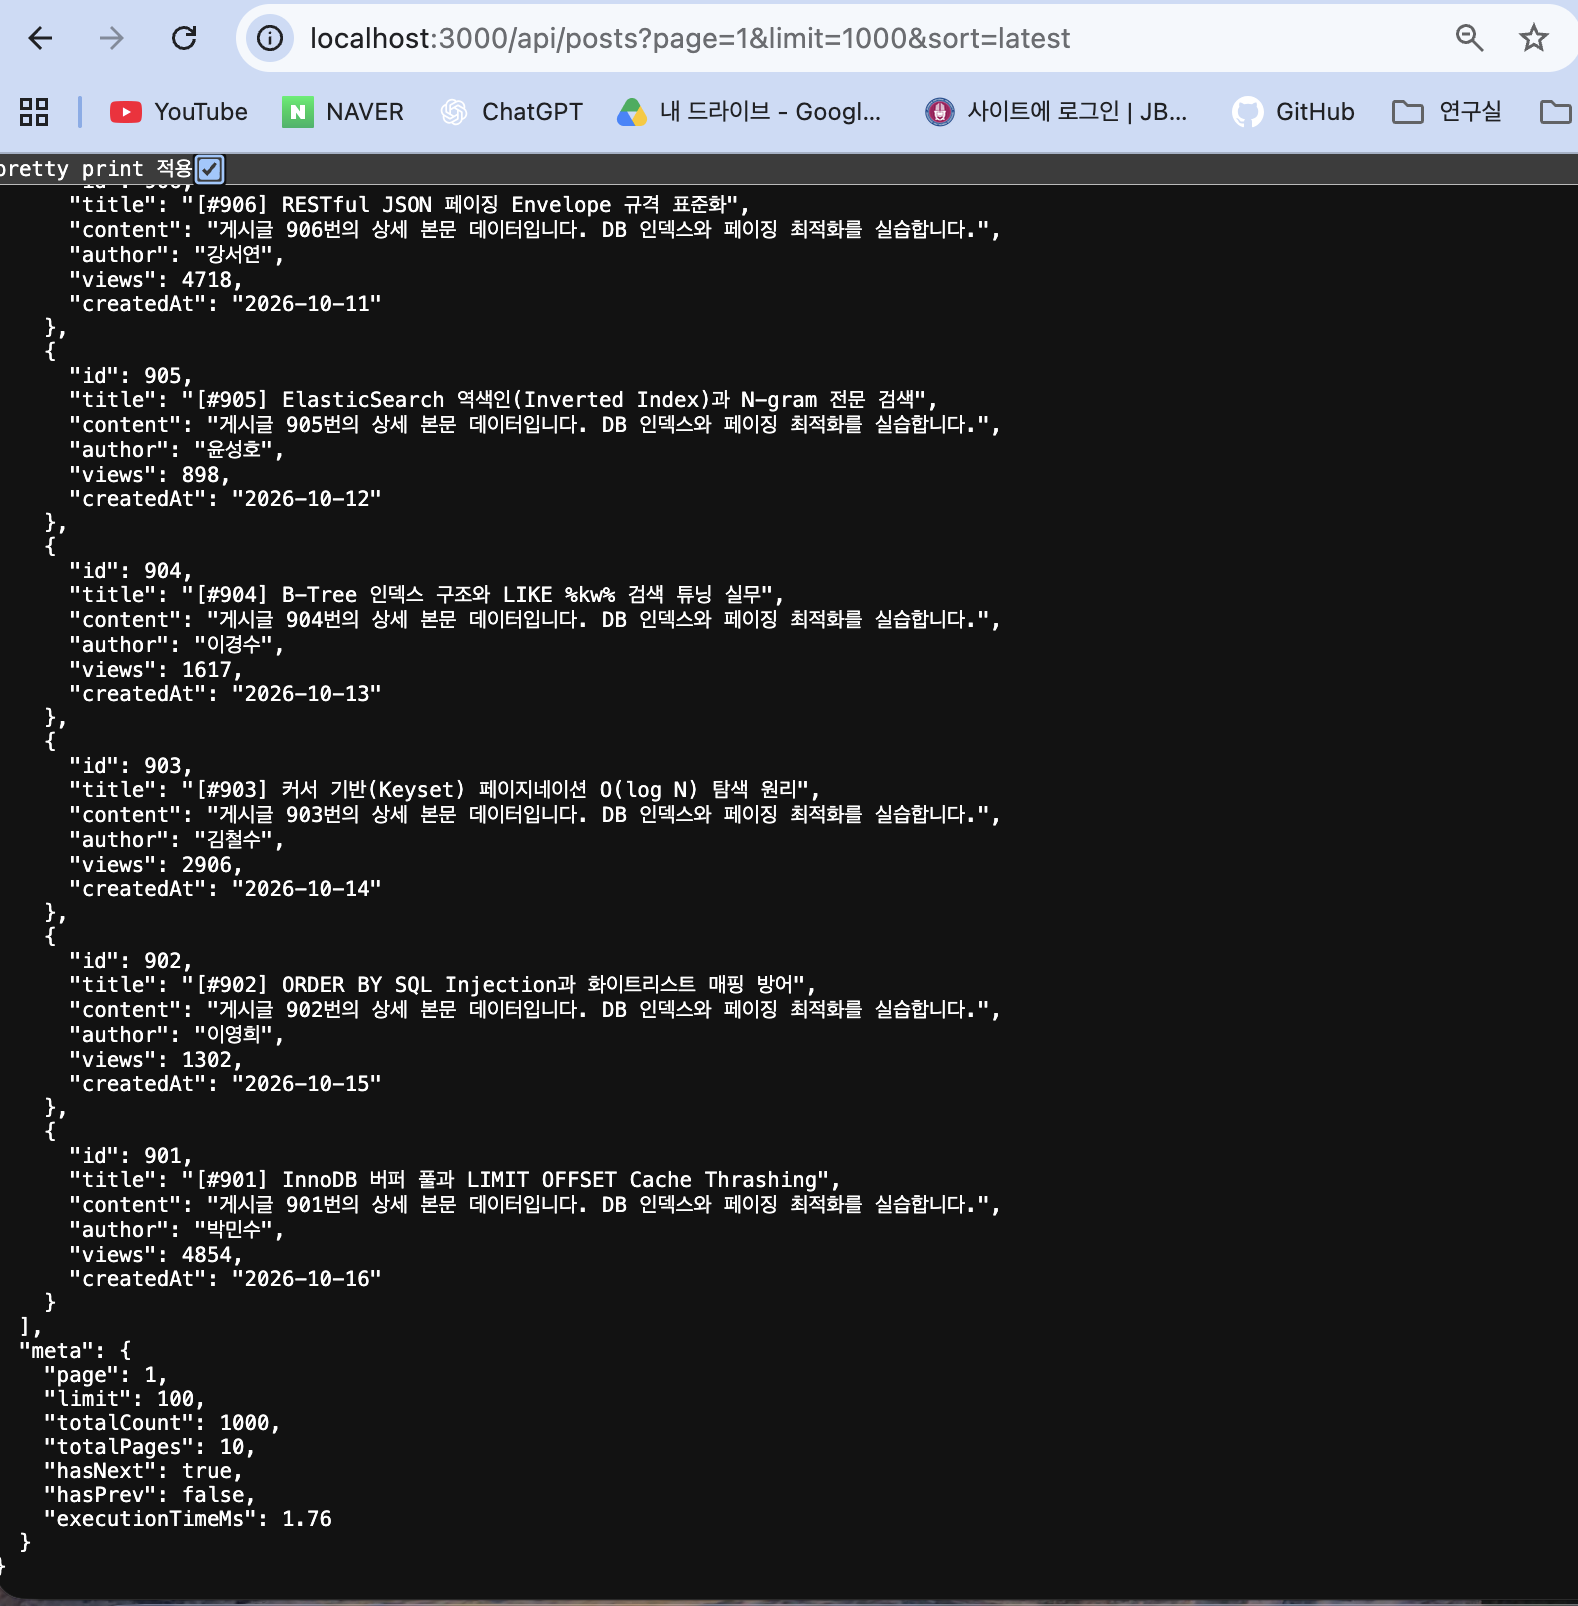 localhost:3000/api/posts?page=1&limit=1000&sort=latest
YouTube NAVER ChatGPT 내 드라이브 - Googl... 사이트에 로그인 | JB... GitHub 연구실
pretty print 적용
"title": "[#906] RESTful JSON 페이징 Envelope 규격 표준화",
"content": "게시글 906번의 상세 본문 데이터입니다. DB 인덱스와 페이징 최적화를 실습합니다.",
"author": "강서연",
"views": 4718,
"createdAt": "2026-10-11"
},
{
"id": 905,
"title": "[#905] ElasticSearch 역색인(Inverted Index)과 N-gram 전문 검색",
"content": "게시글 905번의 상세 본문 데이터입니다. DB 인덱스와 페이징 최적화를 실습합니다.",
"author": "윤성호",
"views": 898,
"createdAt": "2026-10-12"
},
{
"id": 904,
"title": "[#904] B-Tree 인덱스 구조와 LIKE %kw% 검색 튜닝 실무",
"content": "게시글 904번의 상세 본문 데이터입니다. DB 인덱스와 페이징 최적화를 실습합니다.",
"author": "이경수",
"views": 1617,
"createdAt": "2026-10-13"
},
{
"id": 903,
"title": "[#903] 커서 기반(Keyset) 페이지네이션 O(log N) 탐색 원리",
"content": "게시글 903번의 상세 본문 데이터입니다. DB 인덱스와 페이징 최적화를 실습합니다.",
"author": "김철수",
"views": 2906,
"createdAt": "2026-10-14"
},
{
"id": 902,
"title": "[#902] ORDER BY SQL Injection과 화이트리스트 매핑 방어",
"content": "게시글 902번의 상세 본문 데이터입니다. DB 인덱스와 페이징 최적화를 실습합니다.",
"author": "이영희",
"views": 1302,
"createdAt": "2026-10-15"
},
{
"id": 901,
"title": "[#901] InnoDB 버퍼 풀과 LIMIT OFFSET Cache Thrashing",
"content": "게시글 901번의 상세 본문 데이터입니다. DB 인덱스와 페이징 최적화를 실습합니다.",
"author": "박민수",
"views": 4854,
"createdAt": "2026-10-16"
}
],
"meta": {
"page": 1,
"limit": 100,
"totalCount": 1000,
"totalPages": 10,
"hasNext": true,
"hasPrev": false,
"executionTimeMs": 1.76
}
}